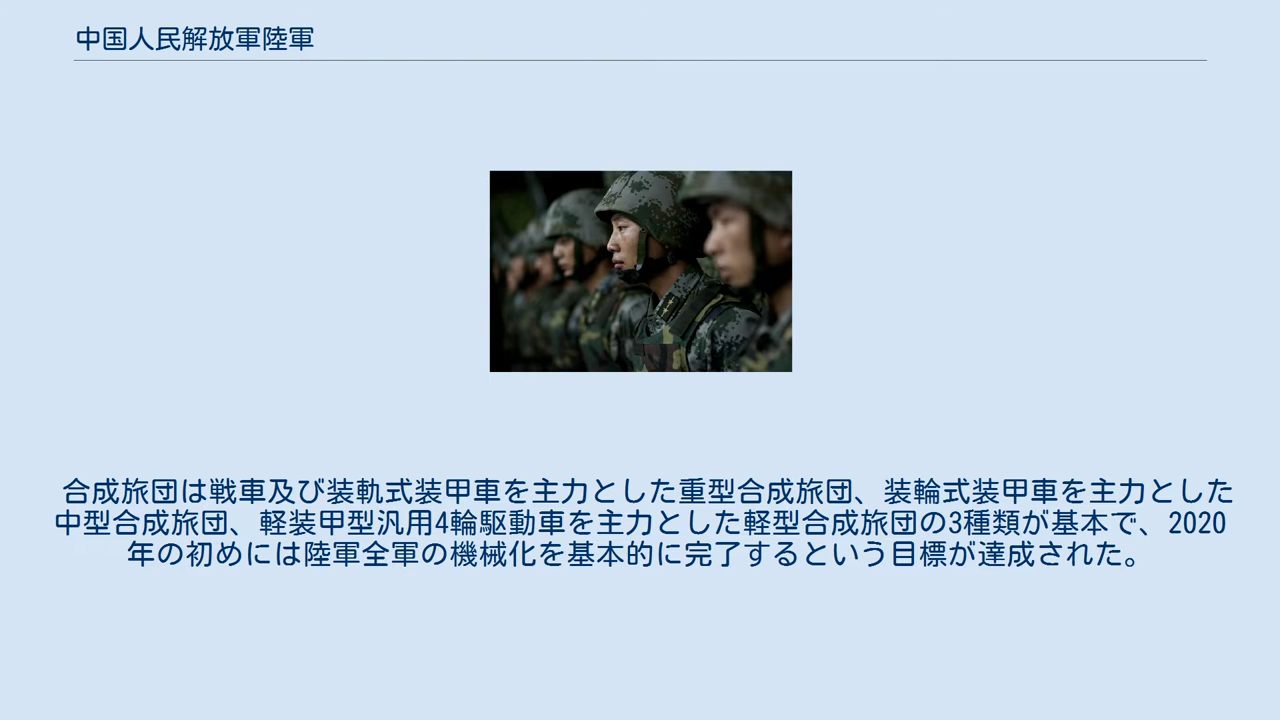 中国人民解放軍陸軍
合成旅団は戦車及び装軌式装甲車を主力とした重型合成旅団、装輪式装甲車を主力とした
中型合成旅団、軽装甲型汎用4輪駆動車を主力とした軽型合成旅団の3種類が基本で、2020
年の初めには陸軍全軍の機械化を基本的に完了するという目標が達成された。